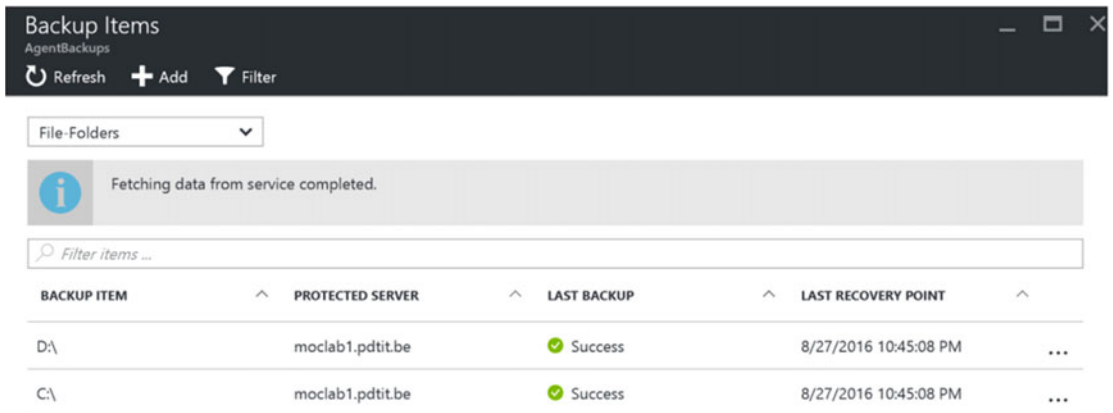 Backup Items
AgentBackups
Refresh Add Filter
File-Folders
Fetching data from service completed.
Filter items ...
BACKUP ITEM PROTECTED SERVER LAST BACKUP LAST RECOVERY POINT
D:\ moclab1.pdtit.be Success 8/27/2016 10:45:08 PM ...
C:\ moclab1.pdtit.be Success 8/27/2016 10:45:08 PM ...